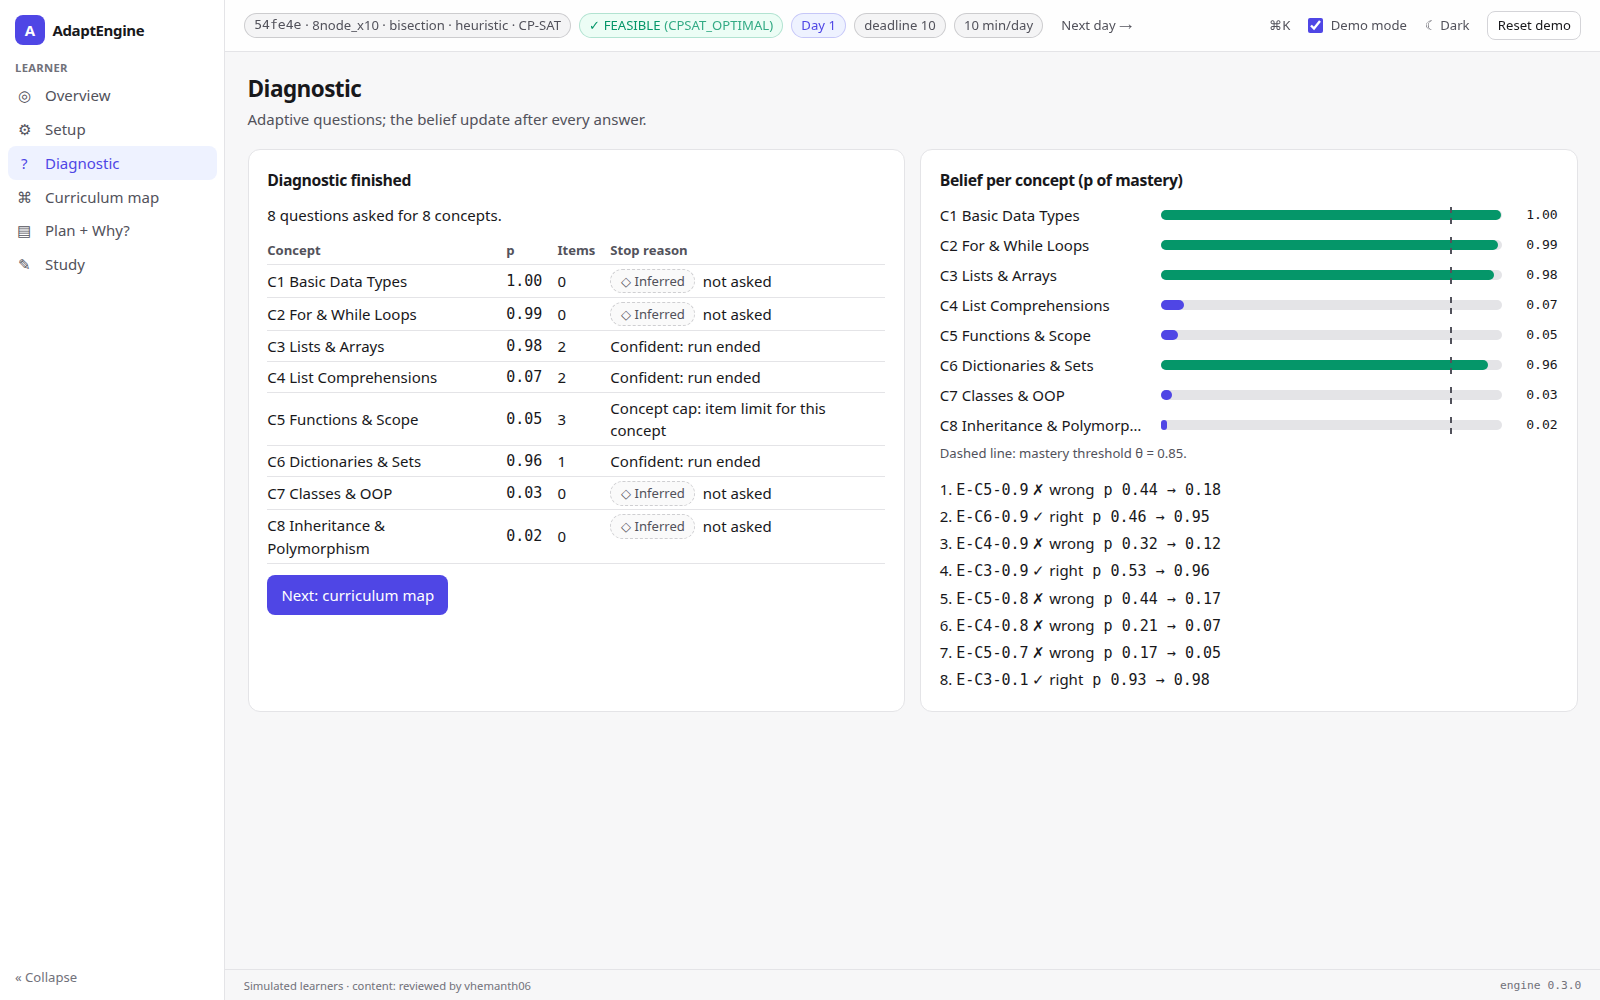 A AdaptEngine
LEARNER
◎ Overview
⚙ Setup
? Diagnostic
⌘ Curriculum map
▤ Plan + Why?
✎ Study
« Collapse
54fe4e · 8node_x10 · bisection · heuristic · CP-SAT
✓ FEASIBLE (CPSAT_OPTIMAL)
Day 1
deadline 10
10 min/day
Next day →
⌘K
Demo mode
☾ Dark
Reset demo
Diagnostic
Adaptive questions; the belief update after every answer.
Diagnostic finished
8 questions asked for 8 concepts.
Concept p Items Stop reason
C1 Basic Data Types 1.00 0 ◇ Inferred not asked
C2 For & While Loops 0.99 0 ◇ Inferred not asked
C3 Lists & Arrays 0.98 2 Confident: run ended
C4 List Comprehensions 0.07 2 Confident: run ended
C5 Functions & Scope 0.05 3 Concept cap: item limit for this
concept
C6 Dictionaries & Sets 0.96 1 Confident: run ended
C7 Classes & OOP 0.03 0 ◇ Inferred not asked
C8 Inheritance &
Polymorphism 0.02 0 ◇ Inferred not asked
Next: curriculum map
Belief per concept (p of mastery)
C1 Basic Data Types 1.00
C2 For & While Loops 0.99
C3 Lists & Arrays 0.98
C4 List Comprehensions 0.07
C5 Functions & Scope 0.05
C6 Dictionaries & Sets 0.96
C7 Classes & OOP 0.03
C8 Inheritance & Polymorp... 0.02
Dashed line: mastery threshold θ = 0.85.
1. E-C5-0.9 ✗ wrong p 0.44 → 0.18
2. E-C6-0.9 ✓ right p 0.46 → 0.95
3. E-C4-0.9 ✗ wrong p 0.32 → 0.12
4. E-C3-0.9 ✓ right p 0.53 → 0.96
5. E-C5-0.8 ✗ wrong p 0.44 → 0.17
6. E-C4-0.8 ✗ wrong p 0.21 → 0.07
7. E-C5-0.7 ✗ wrong p 0.17 → 0.05
8. E-C3-0.1 ✓ right p 0.93 → 0.98
Simulated learners · content: reviewed by vhemanth06
engine 0.3.0